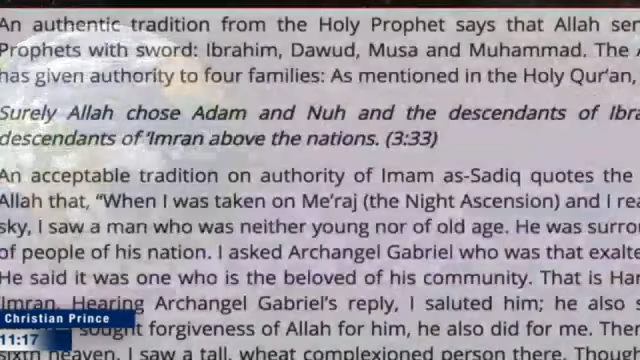 An authentic tradition from the Holy Prophet says that Allah
Prophets with sword: Ibrahim, Dawud, Musa and Muhammad. The
has given authority to four families: As mentioned in the Holy Qur'an,
Surely Allah chose Adam and Nuh and the descendants of
descendants of 'Imran above the nations. (3:33)
An acceptable tradition on authority of Imam as-Sadiq quotes the
Allah that, "When I was taken on Me'raj (the Night Ascension) and I
sky, I saw a man who was neither young nor of old age. He was
of people of his nation. I asked Archangel Gabriel who was that
He said it was one who is the beloved of his community. That is
'Imran. Hearing Archangel Gabriel's reply, I saluted him; he also
Christian Prince
sought forgiveness of Allah for him, he also did for me.
11:17
sixth heaven, I saw a tall, wheat complexioned person there.